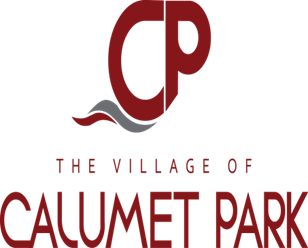 CP
THE VILLAGE OF
CALUMET PARK